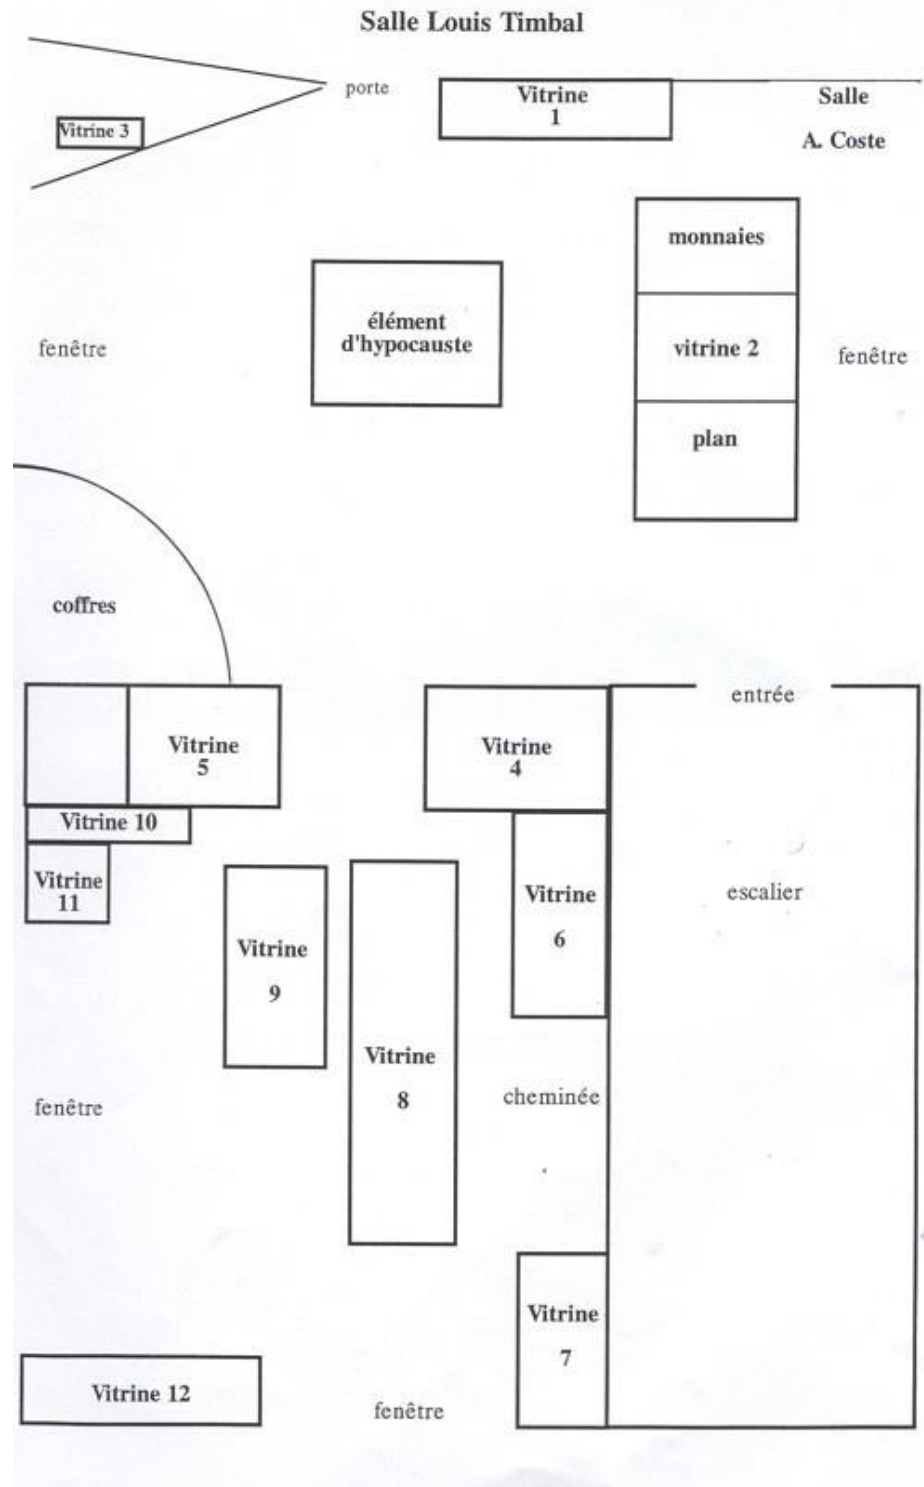 Salle Louis Timbal
porte
Vitrine
1
Salle
A. Coste
Vitrine 3
monnaies
élément
d'hypocauste
fenêtre
vitrine 2
fenêtre
plan
coffres
entrée
Vitrine
5
Vitrine
4
Vitrine 10
Vitrine
11
Vitrine
6
escalier
Vitrine
9
Vitrine
8
cheminée
fenêtre
Vitrine
7
Vitrine 12
fenêtre